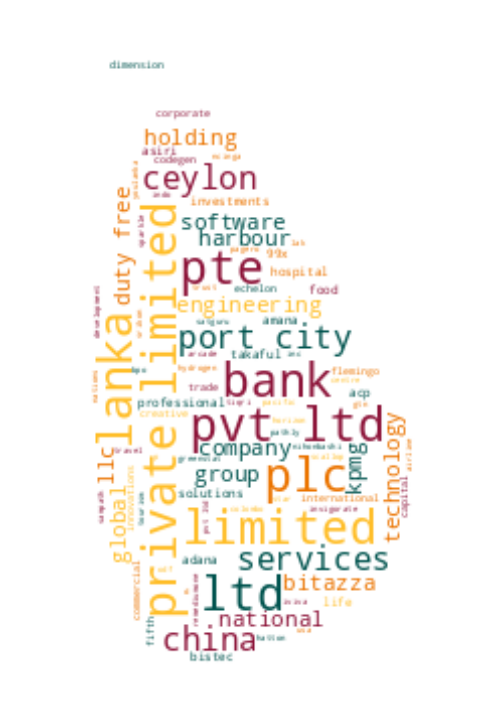 dimension
corporate
holding
asiri
codegen
ceylon
investments
duty free
software
harbour
99x
pte
hospital
echelon
food
engineering
amana
port city
takaful
lanka
private limited
bank
flemingo
trade
acp
professional
creative
pvt ltd
pathly
company
technology
llc
kpmg
group
plc
solutions
international
capital
global
innovations
limited
services
adana
bitazza
commercial
ltd
life
national
fifth
china
hatton
bistec